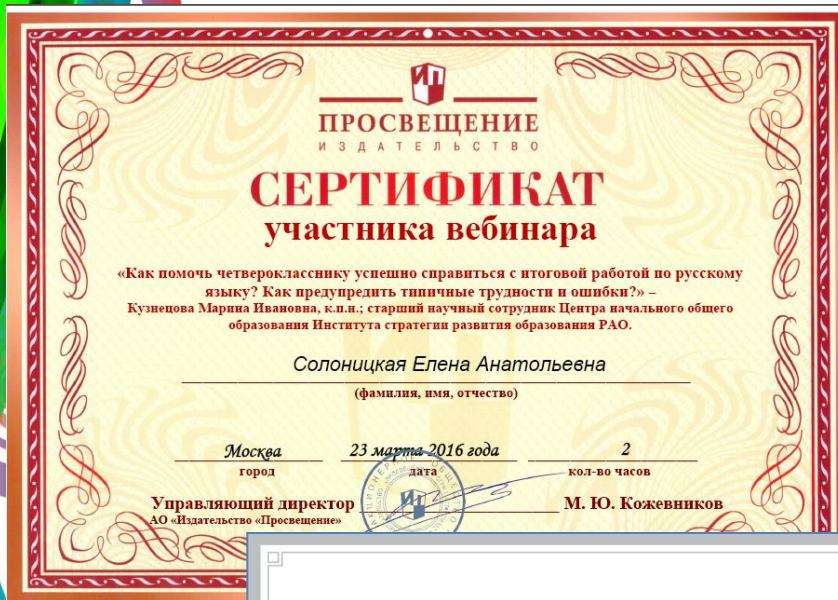 ИП
ПРОСВЕЩЕНИЕ
ИЗДАТЕЛЬСТВО
СЕРТИФИКАТ
участника вебинара
«Как помочь четверокласснику успешно справиться с итоговой работой по русскому
языку? Как предупредить типичные трудности и ошибки?» –
Кузнецова Марина Ивановна, к.п.н.; старший научный сотрудник Центра начального общего
образования Института стратегии развития образования РАО.
Солоницкая Елена Анатольевна
(фамилия, имя, отчество)
Москва 23 марта 2016 года 2
город дата кол-во часов
Управляющий директор М. Ю. Кожевников
АО «Издательство «Просвещение»